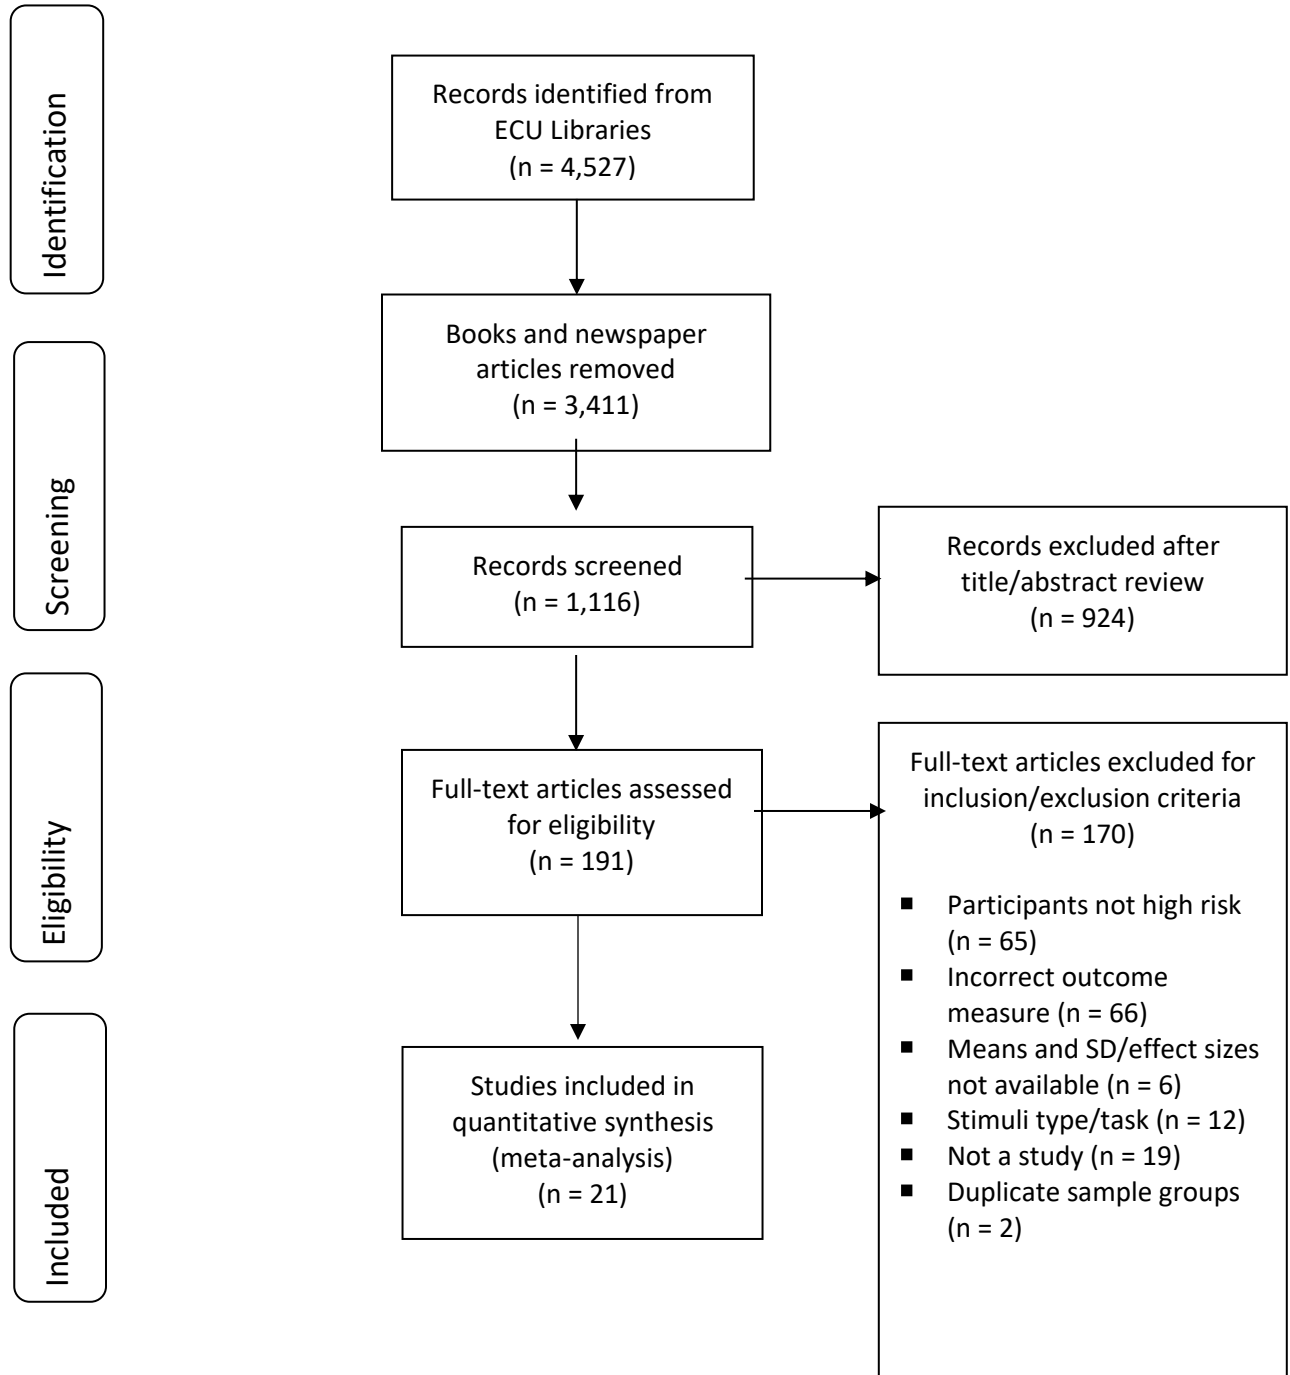 Identification
Records identified from
ECU Libraries
(n = 4,527)
Books and newspaper
articles removed
(n = 3,411)
Screening
Records screened
(n = 1,116)
Records excluded after
title/abstract review
(n = 924)
Eligibility
Full-text articles assessed
for eligibility
(n = 191)
Full-text articles excluded for
inclusion/exclusion criteria
(n = 170)
▪ Participants not high risk
(n = 65)
▪ Incorrect outcome
measure (n = 66)
▪ Means and SD/effect sizes
not available (n = 6)
▪ Stimuli type/task (n = 12)
▪ Not a study (n = 19)
▪ Duplicate sample groups
(n = 2)
Included
Studies included in
quantitative synthesis
(meta-analysis)
(n = 21)